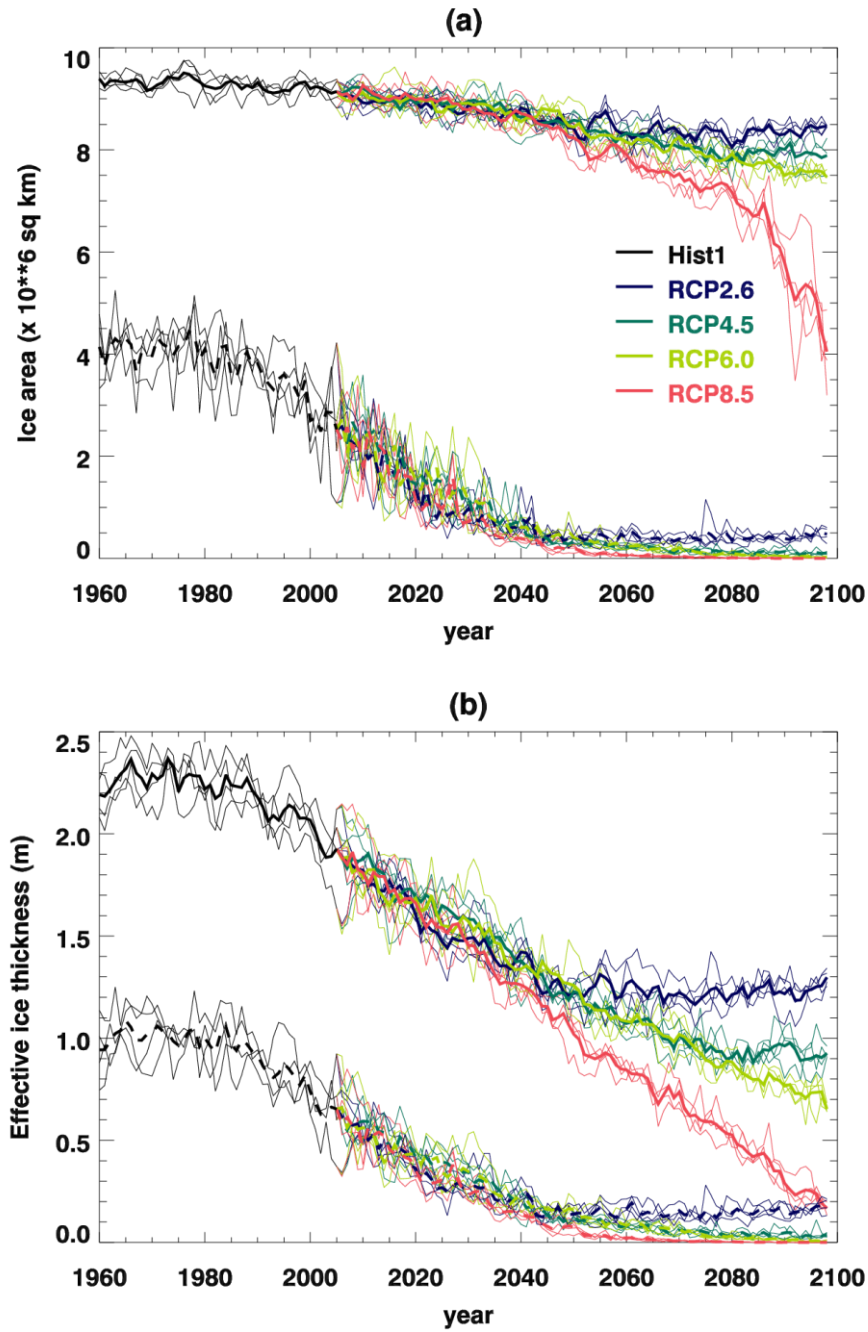 (a)
10
8
6
4
2
0
Ice area (x 10**6 sq km)
Hist1
RCP2.6
RCP4.5
RCP6.0
RCP8.5
1960 1980 2000 2020 2040 2060 2080 2100
year
(b)
2.5
2.0
1.5
1.0
0.5
0.0
Effective ice thickness (m)
1960 1980 2000 2020 2040 2060 2080 2100
year